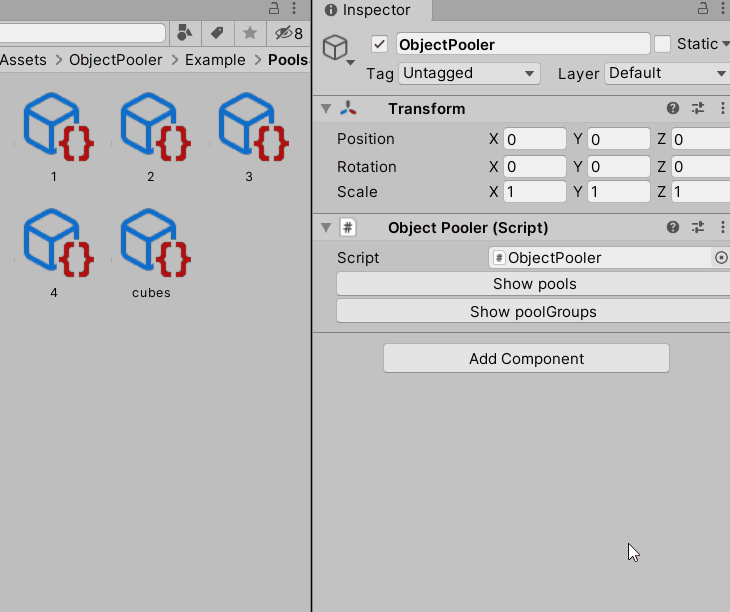 8
Assets > ObjectPooler > Example > Pools
1
2
3
4
cubes
Inspector
ObjectPooler
Static
Tag Untagged
Layer Default
Transform
Position X 0 Y 0 Z 0
Rotation X 0 Y 0 Z 0
Scale X 1 Y 1 Z 1
# Object Pooler (Script)
Script # ObjectPooler
Show pools
Show poolGroups
Add Component